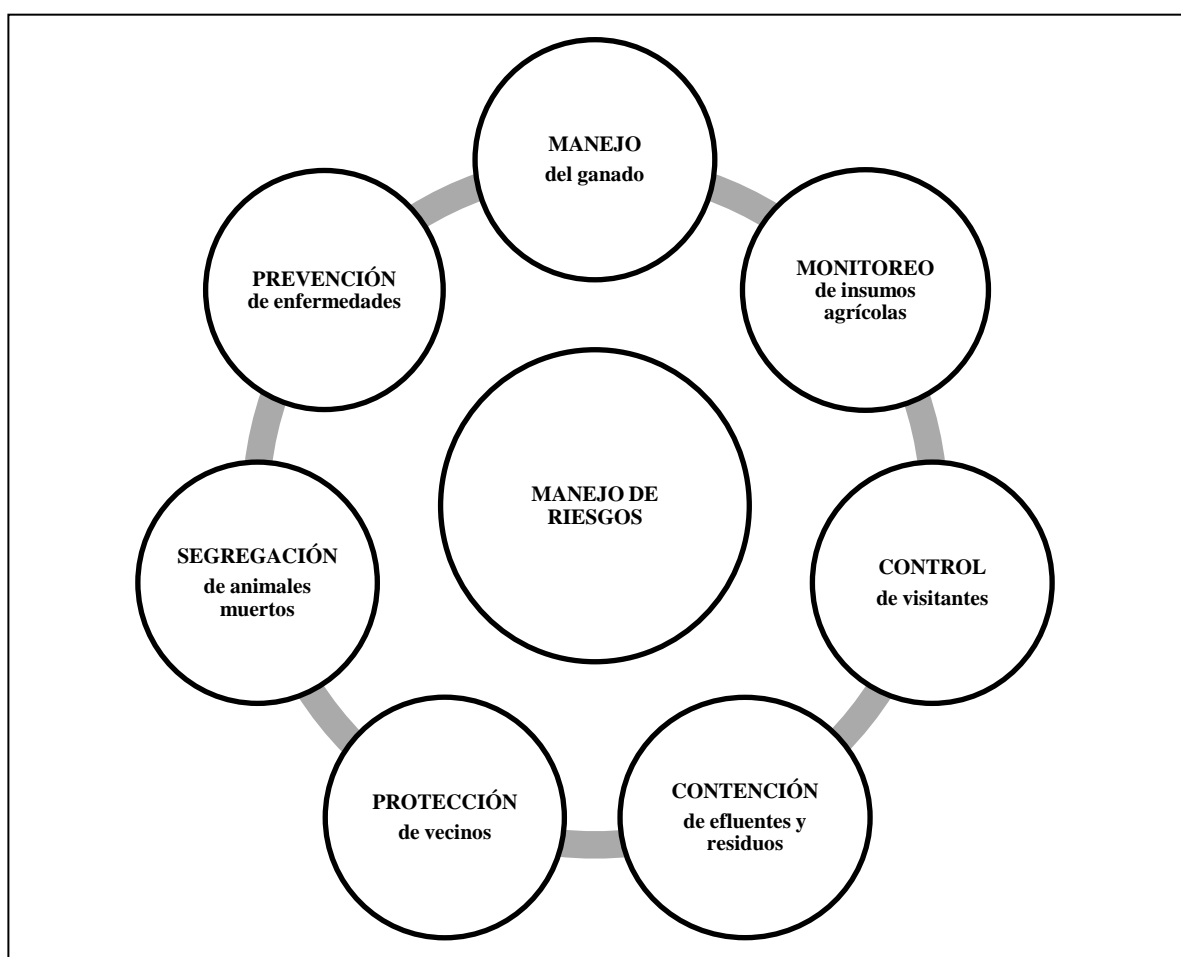 MANEJO
del ganado
MONITOREO
de insumos
agrícolas
CONTROL
de visitantes
CONTENCIÓN
de efluentes y
residuos
PROTECCIÓN
de vecinos
SEGREGACIÓN
de animales
muertos
PREVENCIÓN
de enfermedades
MANEJO DE
RIESGOS